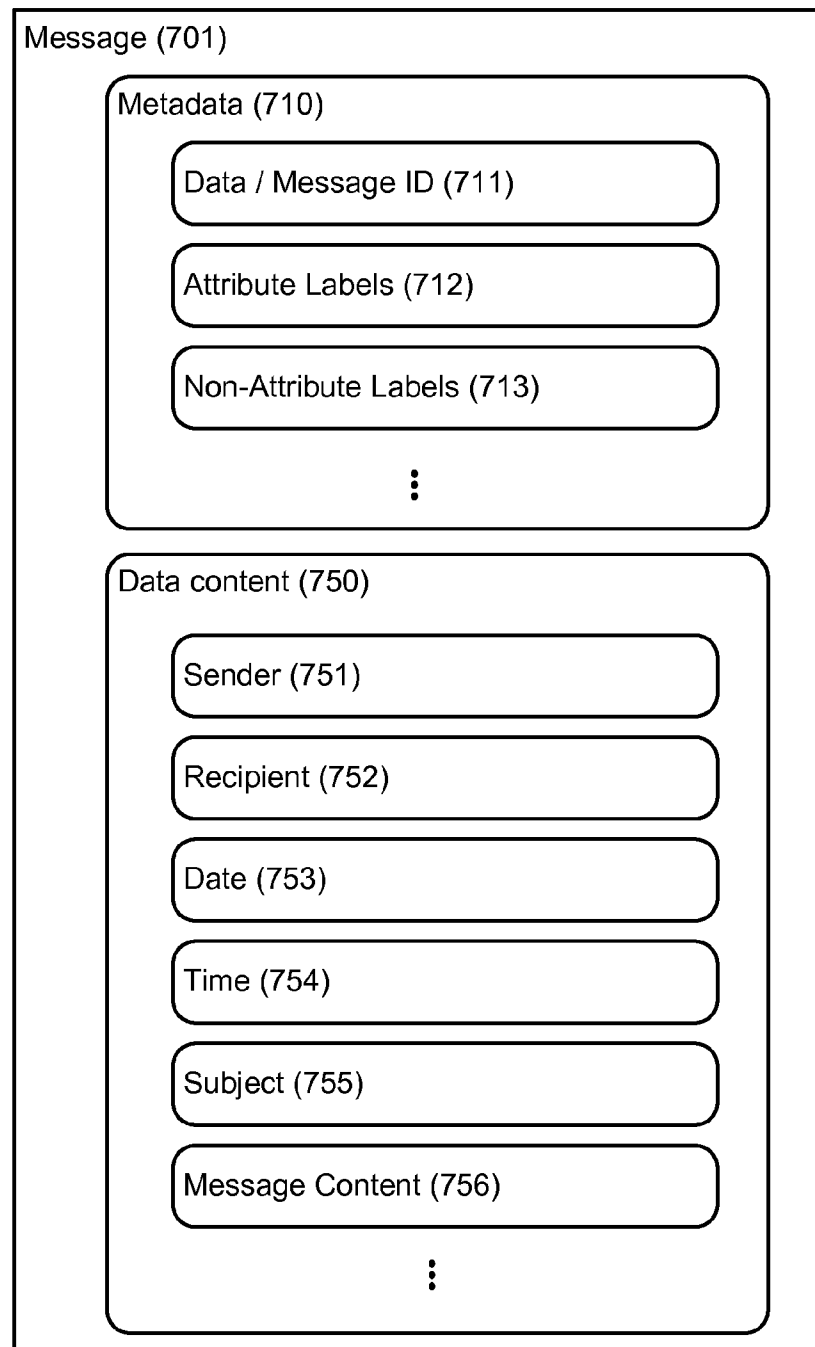 Message (701)
Metadata (710)
Data / Message ID (711)
Attribute Labels (712)
Non-Attribute Labels (713)
Data content (750)
Sender (751)
Recipient (752)
Date (753)
Time (754)
Subject (755)
Message Content (756)